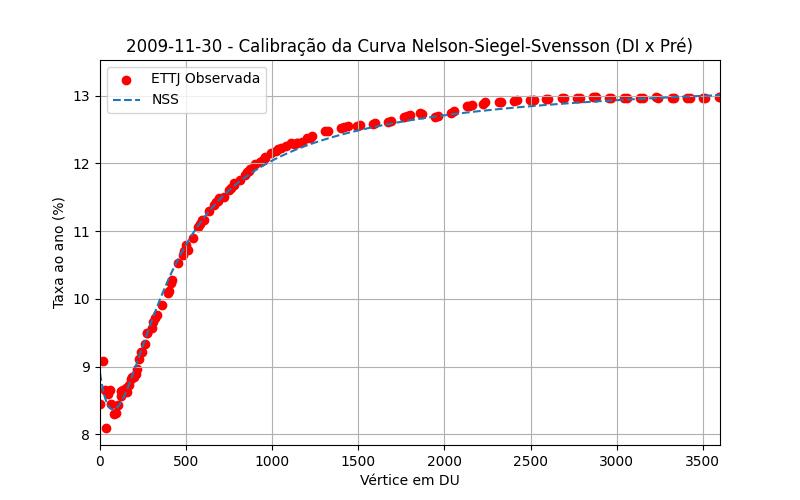 2009-11-30 - Calibração da Curva Nelson-Siegel-Svensson (DI x Pré)
ETTJ Observada
NSS
Taxa ao ano (%)
13
12
11
10
9
8
0 500 1000 1500 2000 2500 3000 3500
Vértice em DU